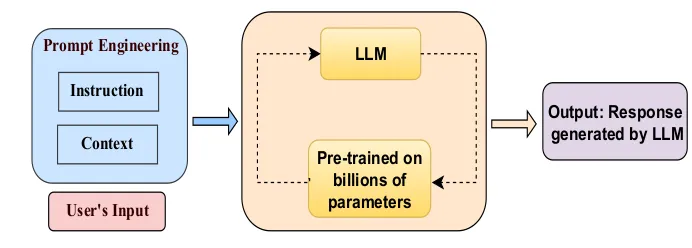 Prompt Engineering
Instruction
Context
User's Input
LLM
Pre-trained on
billions of
parameters
Output: Response
generated by LLM